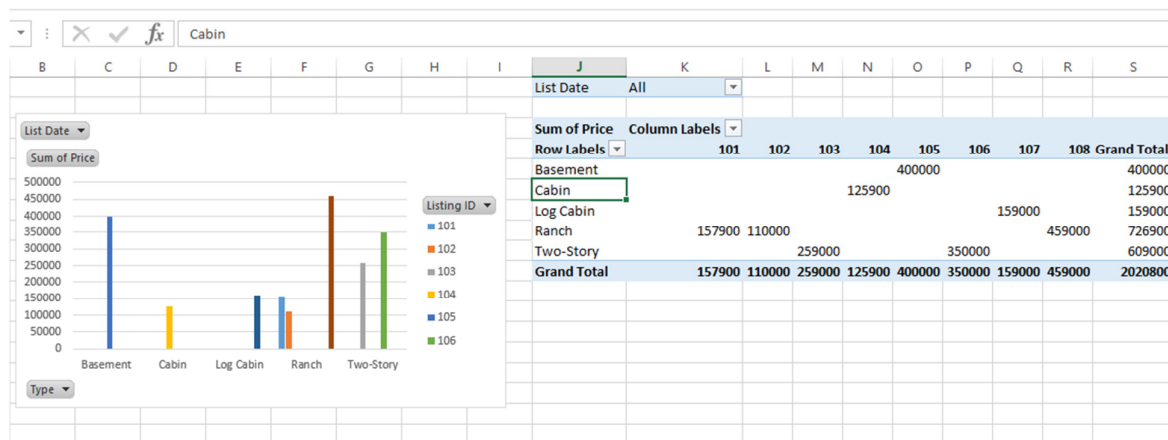 fx Cabin
B C D E F G H I J K L M N O P Q R S
List Date All
List Date
Sum of Price
500000
450000
400000
350000
300000
250000
200000
150000
100000
50000
0
Basement Cabin Log Cabin Ranch Two-Story
Type
Listing ID
101
102
103
104
105
106
Sum of Price Column Labels
Row Labels 101 102 103 104 105 106 107 108 Grand Total
Basement 400000 400000
Cabin 125900 125900
Log Cabin 159000 159000
Ranch 157900 110000 459000 726900
Two-Story 259000 350000 609000
Grand Total 157900 110000 259000 125900 400000 350000 159000 459000 2020800